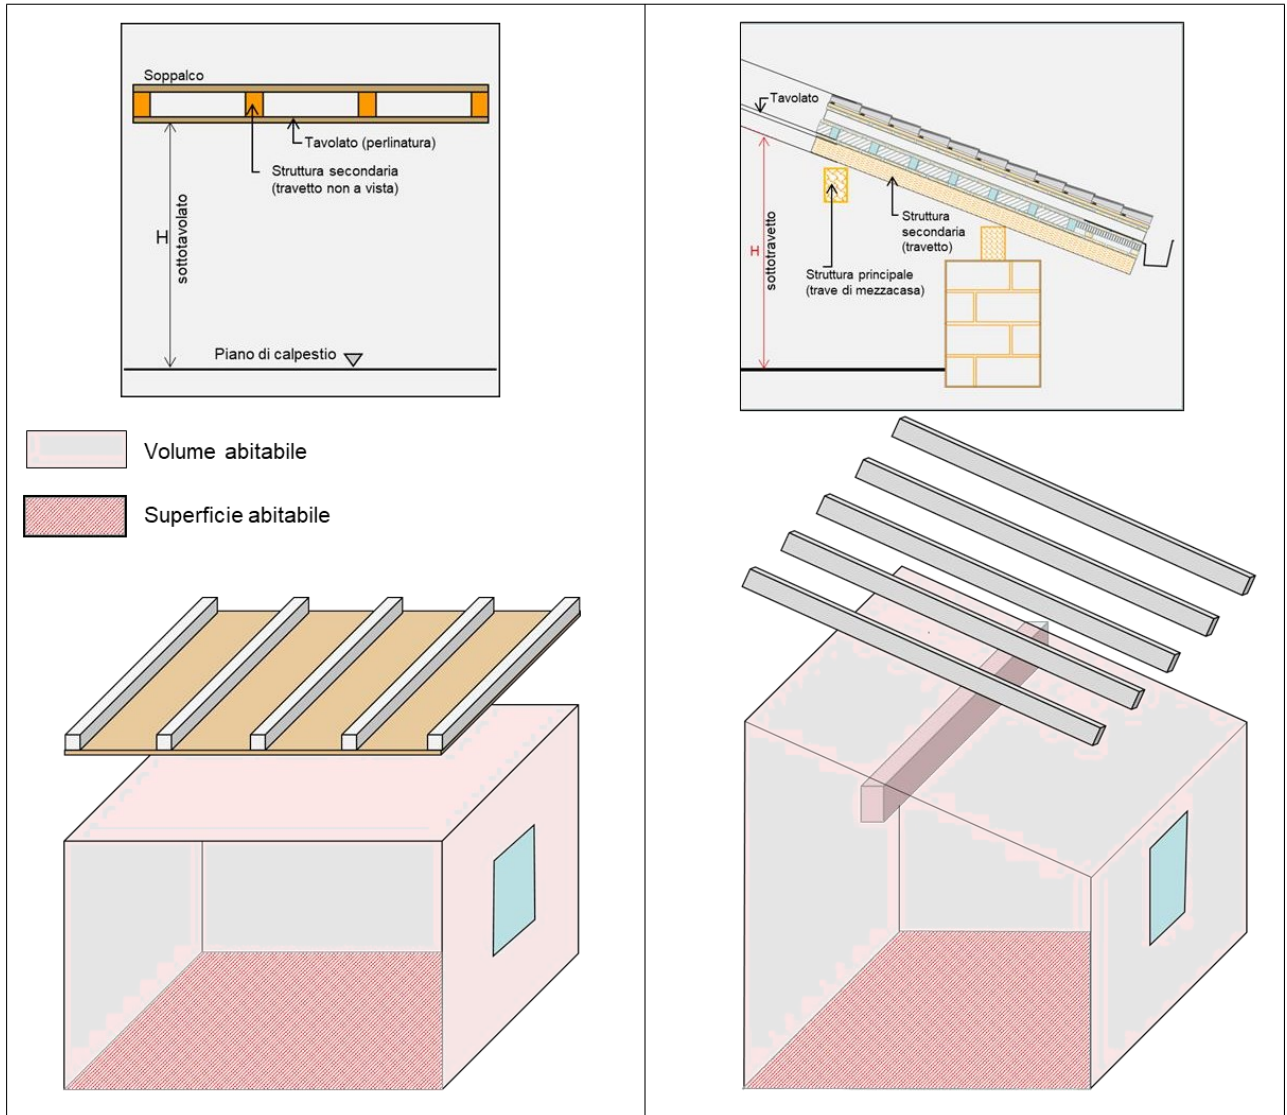 Soppalco
Tavolato (perlinatura)
Struttura secondaria
(travetto non a vista)
H
sottotavolato
Piano di calpestio
Tavolato
Struttura
secondaria
(travetto)
Struttura principale
(trave di mezzacasa)
H
sottotravetto
Volume abitabile
Superficie abitabile